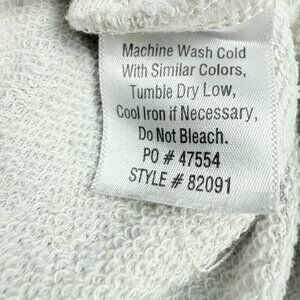 Machine Wash Cold
With Similar Colors,
Tumble Dry Low,
Cool Iron if Necessary,
Do Not Bleach.
PO # 47554
STYLE # 82091